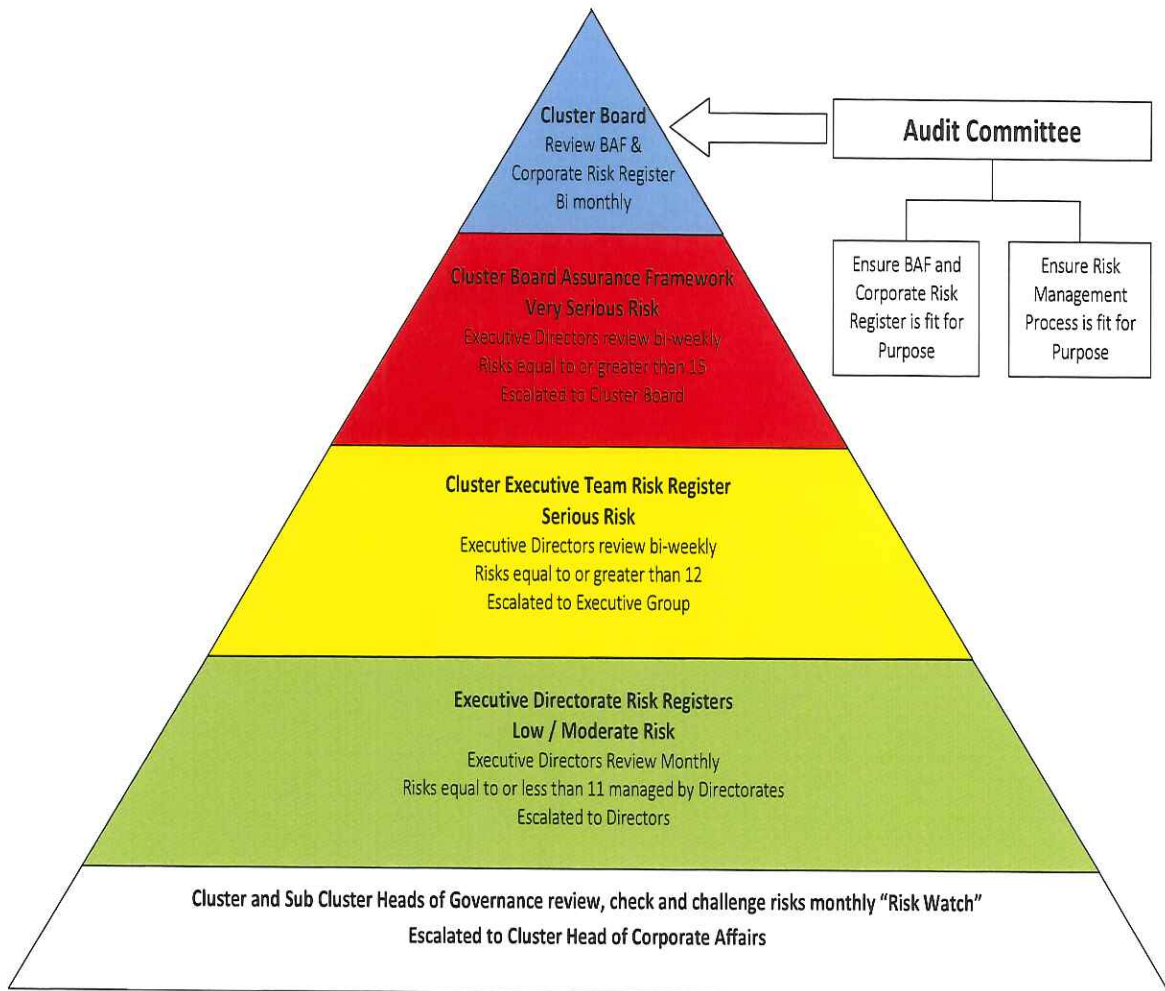 Cluster Board
Review BAF &
Corporate Risk Register
Bi monthly
Audit Committee
Ensure BAF and
Corporate Risk
Register is fit for
Purpose
Ensure Risk
Management
Process is fit for
Purpose
Cluster Board Assurance Framework
Very Serious Risk
Executive Directors review bi-weekly
Risks equal to or greater than 15
Escalated to Cluster Board
Cluster Executive Team Risk Register
Serious Risk
Executive Directors review bi-weekly
Risks equal to or greater than 12
Escalated to Executive Group
Executive Directorate Risk Registers
Low / Moderate Risk
Executive Directors Review Monthly
Risks equal to or less than 11 managed by Directorates
Escalated to Directors
Cluster and Sub Cluster Heads of Governance review, check and challenge risks monthly “Risk Watch”
Escalated to Cluster Head of Corporate Affairs